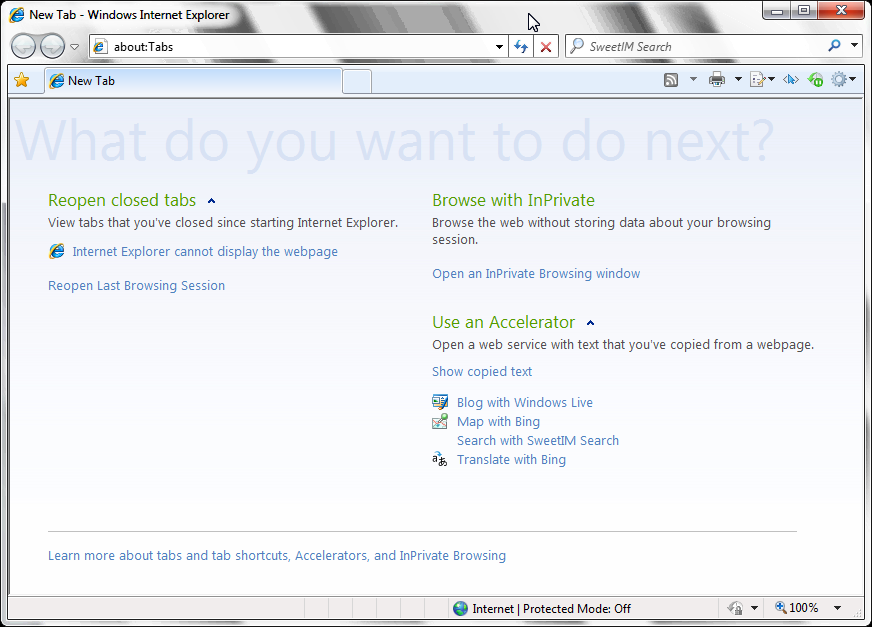 New Tab - Windows Internet Explorer
about:Tabs
SweetIM Search
New Tab
What do you want to do next?
Reopen closed tabs
View tabs that you've closed since starting Internet Explorer.
Internet Explorer cannot display the webpage
Reopen Last Browsing Session
Browse with InPrivate
Browse the web without storing data about your browsing
session.
Open an InPrivate Browsing window
Use an Accelerator
Open a web service with text that you've copied from a webpage.
Show copied text
Blog with Windows Live
Map with Bing
Search with SweetIM Search
Translate with Bing
Learn more about tabs and tab shortcuts, Accelerators, and InPrivate Browsing
Internet | Protected Mode: Off
100%